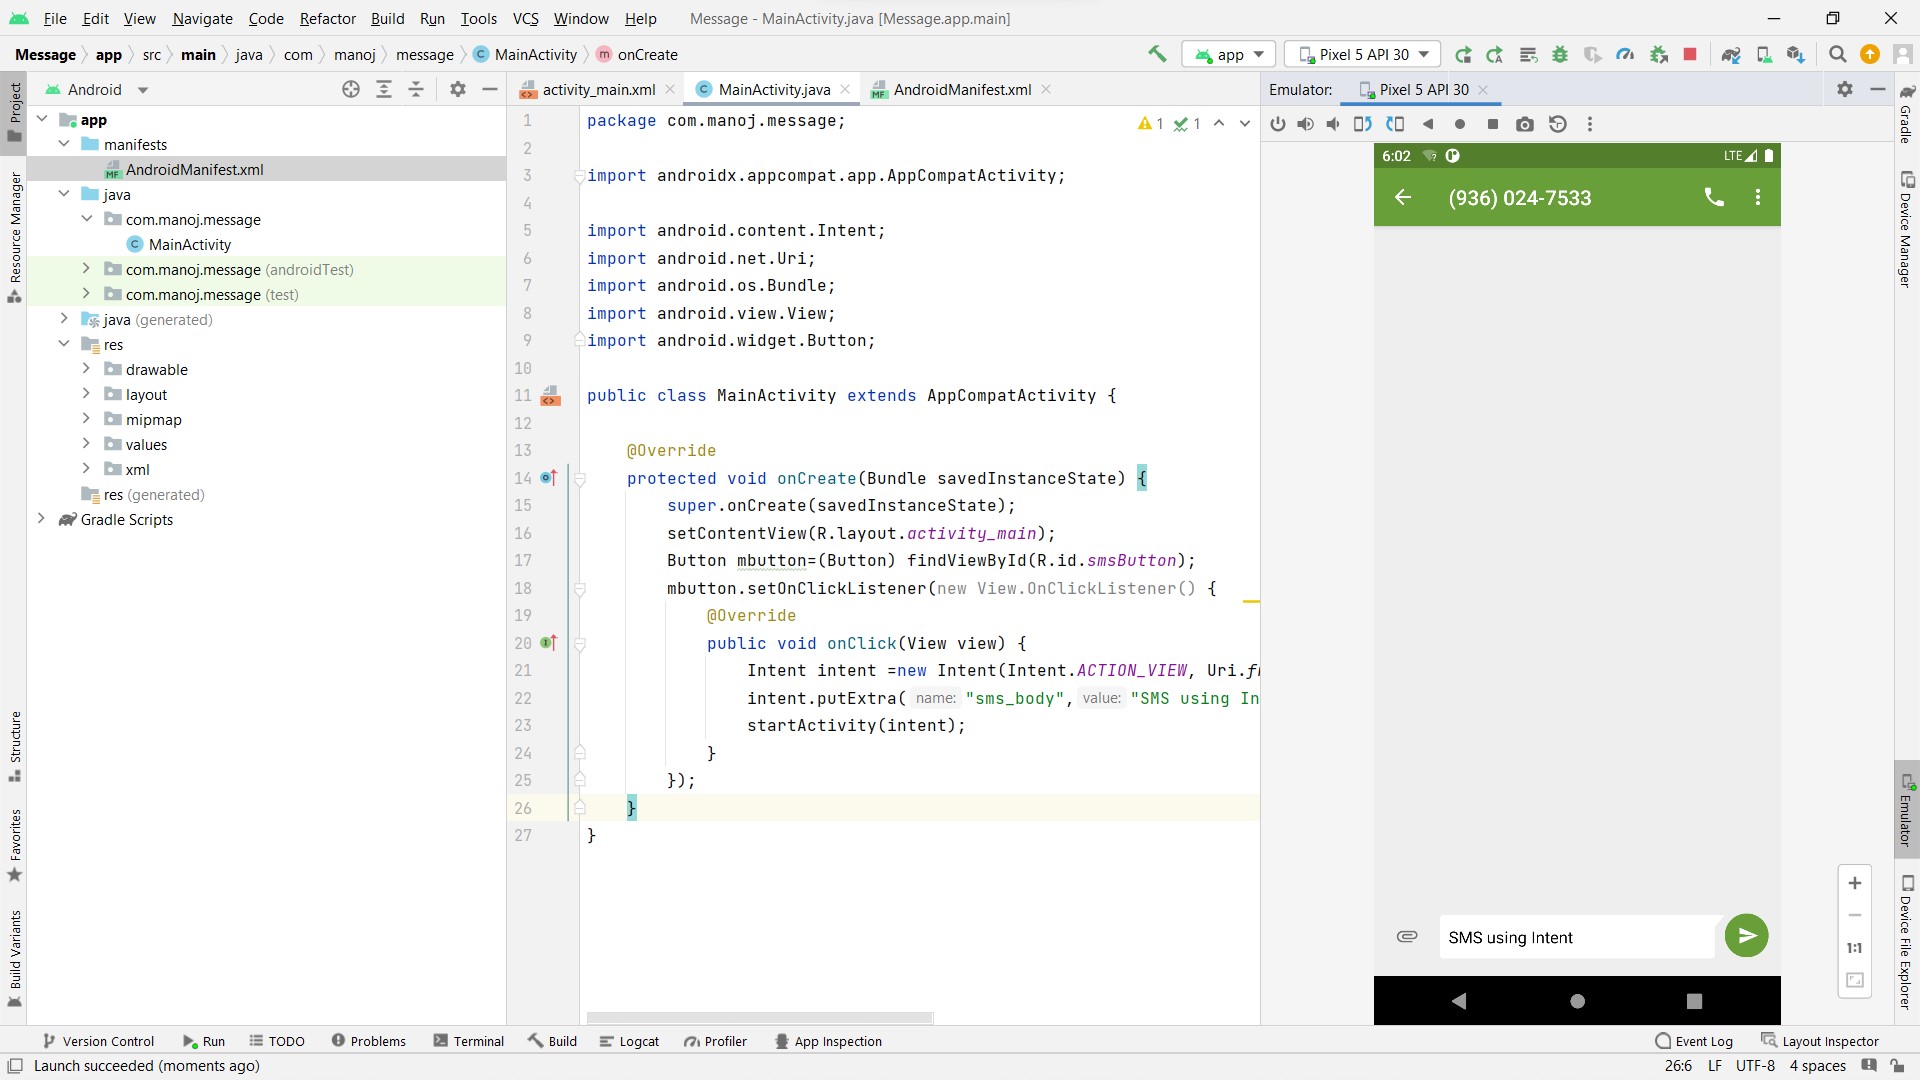 File Edit View Navigate Code Refactor Build Run Tools VCS Window Help Message - MainActivity.java [Message.app.main]
Message app src main java com manoj message C MainActivity m onCreate app Pixel 5 API 30
Project
Resource Manager
Structure
Favorites
Build Variants
Android
app
manifests
MF AndroidManifest.xml
java
com.manoj.message
C MainActivity
com.manoj.message (androidTest)
com.manoj.message (test)
java (generated)
res
drawable
layout
mipmap
values
xml
res (generated)
Gradle Scripts
activity_main.xml C MainActivity.java MF AndroidManifest.xml
1 package com.manoj.message; 1 1
2
3 import androidx.appcompat.app.AppCompatActivity;
4
5 import android.content.Intent;
6 import android.net.Uri;
7 import android.os.Bundle;
8 import android.view.View;
9 import android.widget.Button;
10
11 public class MainActivity extends AppCompatActivity {
12
13 @Override
14 protected void onCreate(Bundle savedInstanceState) {
15 super.onCreate(savedInstanceState);
16 setContentView(R.layout.activity_main);
17 Button mbutton=(Button) findViewById(R.id.smsButton);
18 mbutton.setOnClickListener(new View.OnClickListener() {
19 @Override
20 public void onClick(View view) {
21 Intent intent =new Intent(Intent.ACTION_VIEW, Uri.f
22 intent.putExtra( name: "sms_body", value: "SMS using In
23 startActivity(intent);
24 }
25 });
26 }
27 }
Emulator: Pixel 5 API 30
6:02 LTE
(936) 024-7533
SMS using Intent
1:1
Gradle
Device Manager
Emulator
Device File Explorer
Version Control Run TODO Problems Terminal Build Logcat Profiler App Inspection Event Log Layout Inspector
Launch succeeded (moments ago) 26:6 LF UTF-8 4 spaces